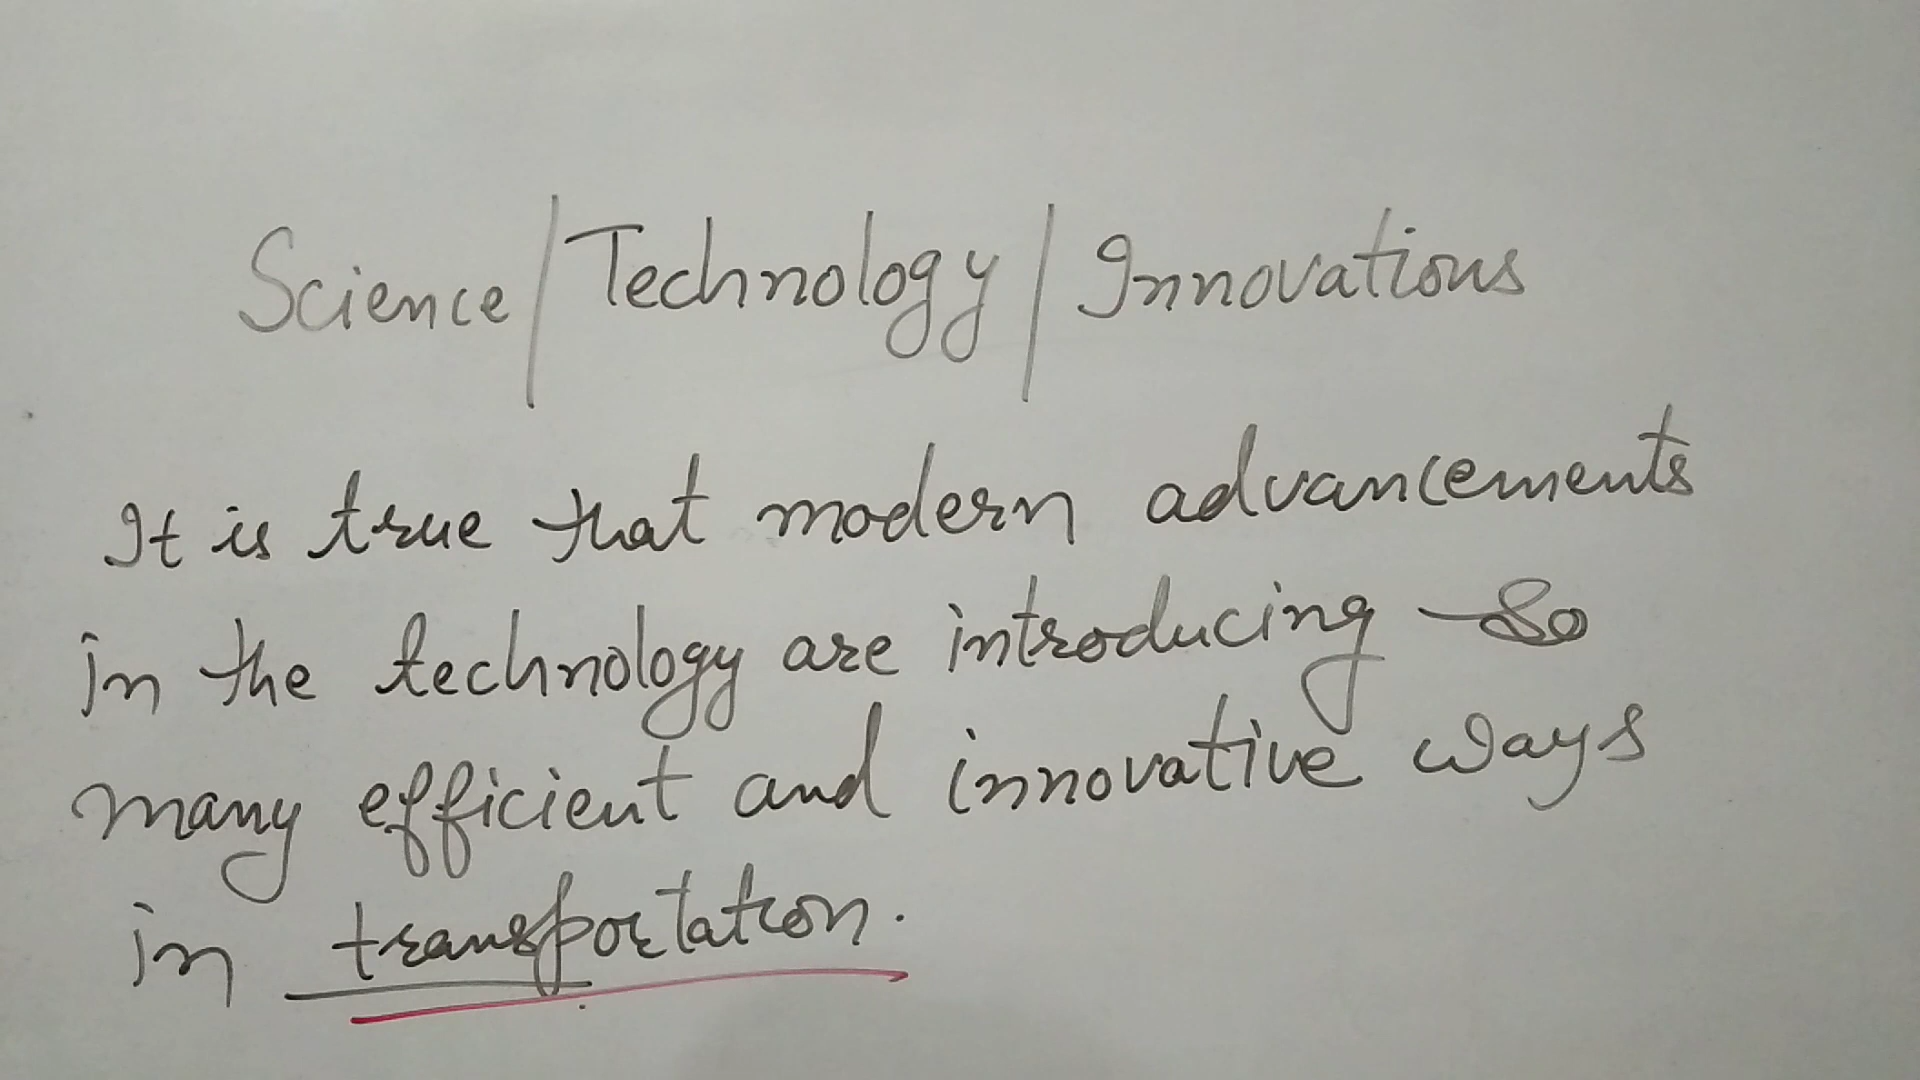 Science/Technology/Innovations
It is true that modern advancements
in the technology are introducing so
many efficient and innovative ways
in transportation.